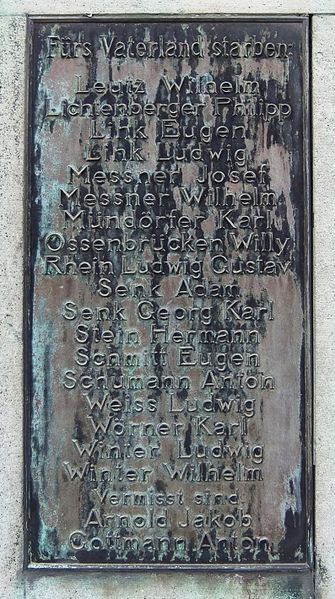 Fürs Vaterland starben:
Leutz Wilhelm
Lichtenberger Philipp
Link Eugen
Link Ludwig
Messner Josef
Messner Wilhelm
Mundörfer Karl
Ossenbrücken Willy
Rhein Ludwig Gustav
Senk Adam
Senk Georg Karl
Stein Hermann
Schmitt Eugen
Schumann Anton
Weiss Ludwig
Wörner Karl
Winter Ludwig
Winter Wilhelm
Vermisst sind
Arnold Jakob
Gottmann Anton